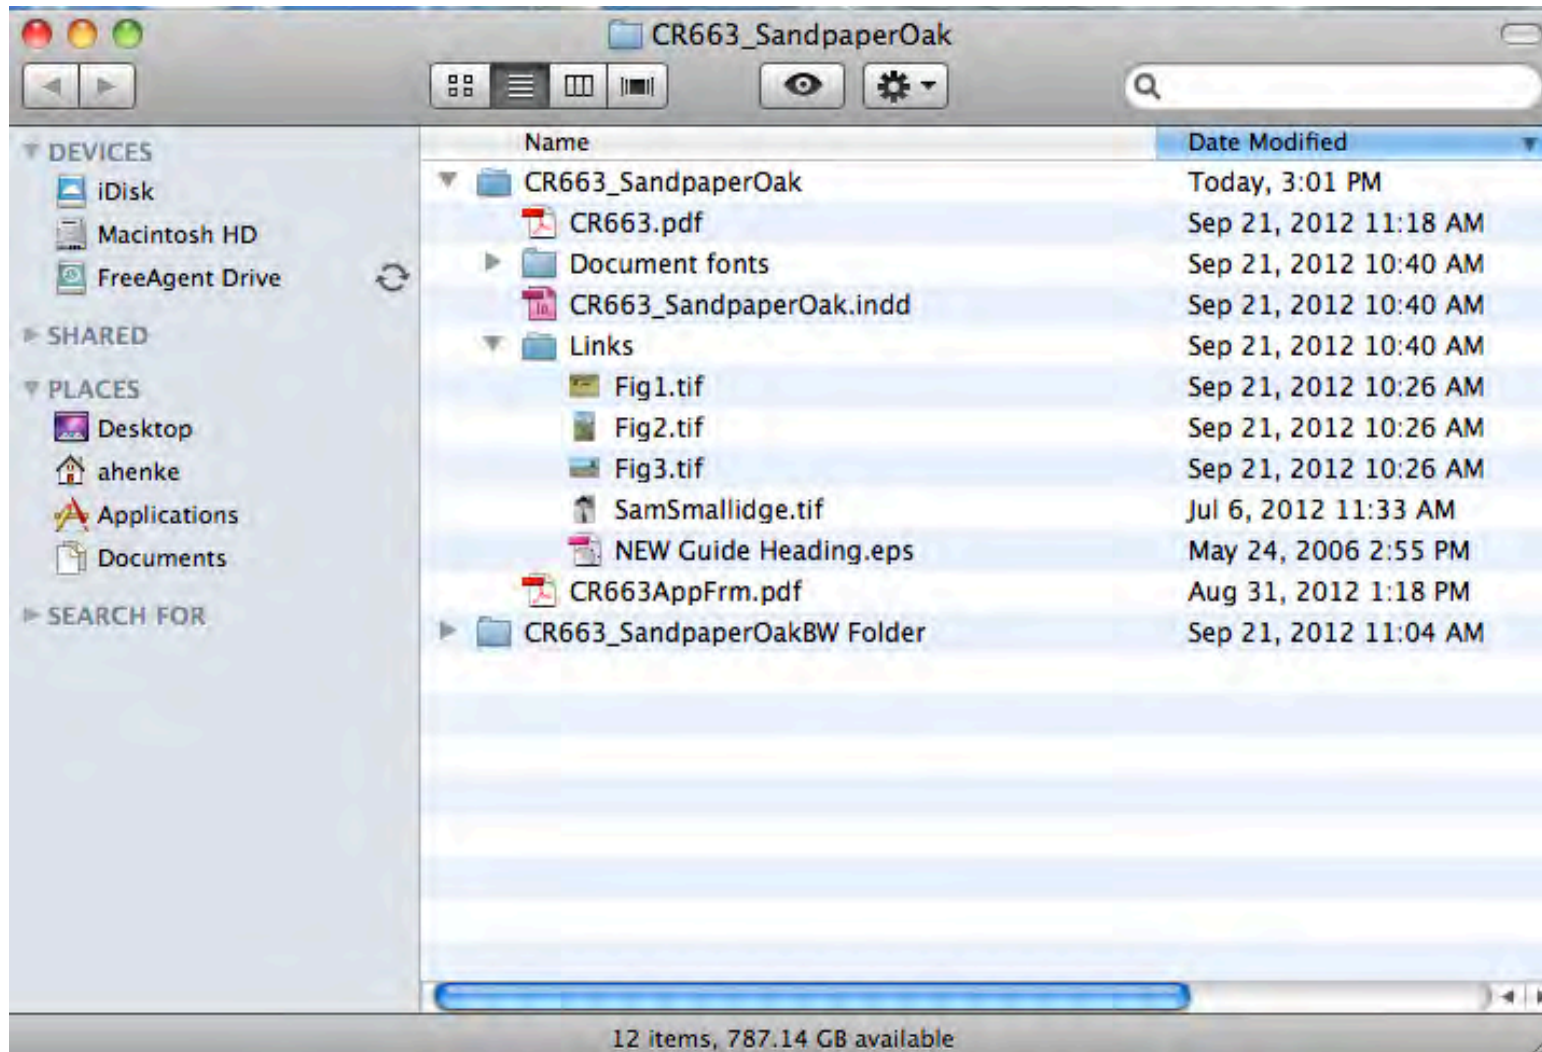 CR663_SandpaperOak
Name Date Modified
DEVICES
iDisk
Macintosh HD
FreeAgent Drive
SHARED
PLACES
Desktop
ahenke
Applications
Documents
SEARCH FOR
CR663_SandpaperOak Today, 3:01 PM
CR663.pdf Sep 21, 2012 11:18 AM
Document fonts Sep 21, 2012 10:40 AM
CR663_SandpaperOak.indd Sep 21, 2012 10:40 AM
Links Sep 21, 2012 10:40 AM
Fig1.tif Sep 21, 2012 10:26 AM
Fig2.tif Sep 21, 2012 10:26 AM
Fig3.tif Sep 21, 2012 10:26 AM
SamSmallidge.tif Jul 6, 2012 11:33 AM
NEW Guide Heading.eps May 24, 2006 2:55 PM
CR663AppFrm.pdf Aug 31, 2012 1:18 PM
CR663_SandpaperOakBW Folder Sep 21, 2012 11:04 AM
12 items, 787.14 GB available